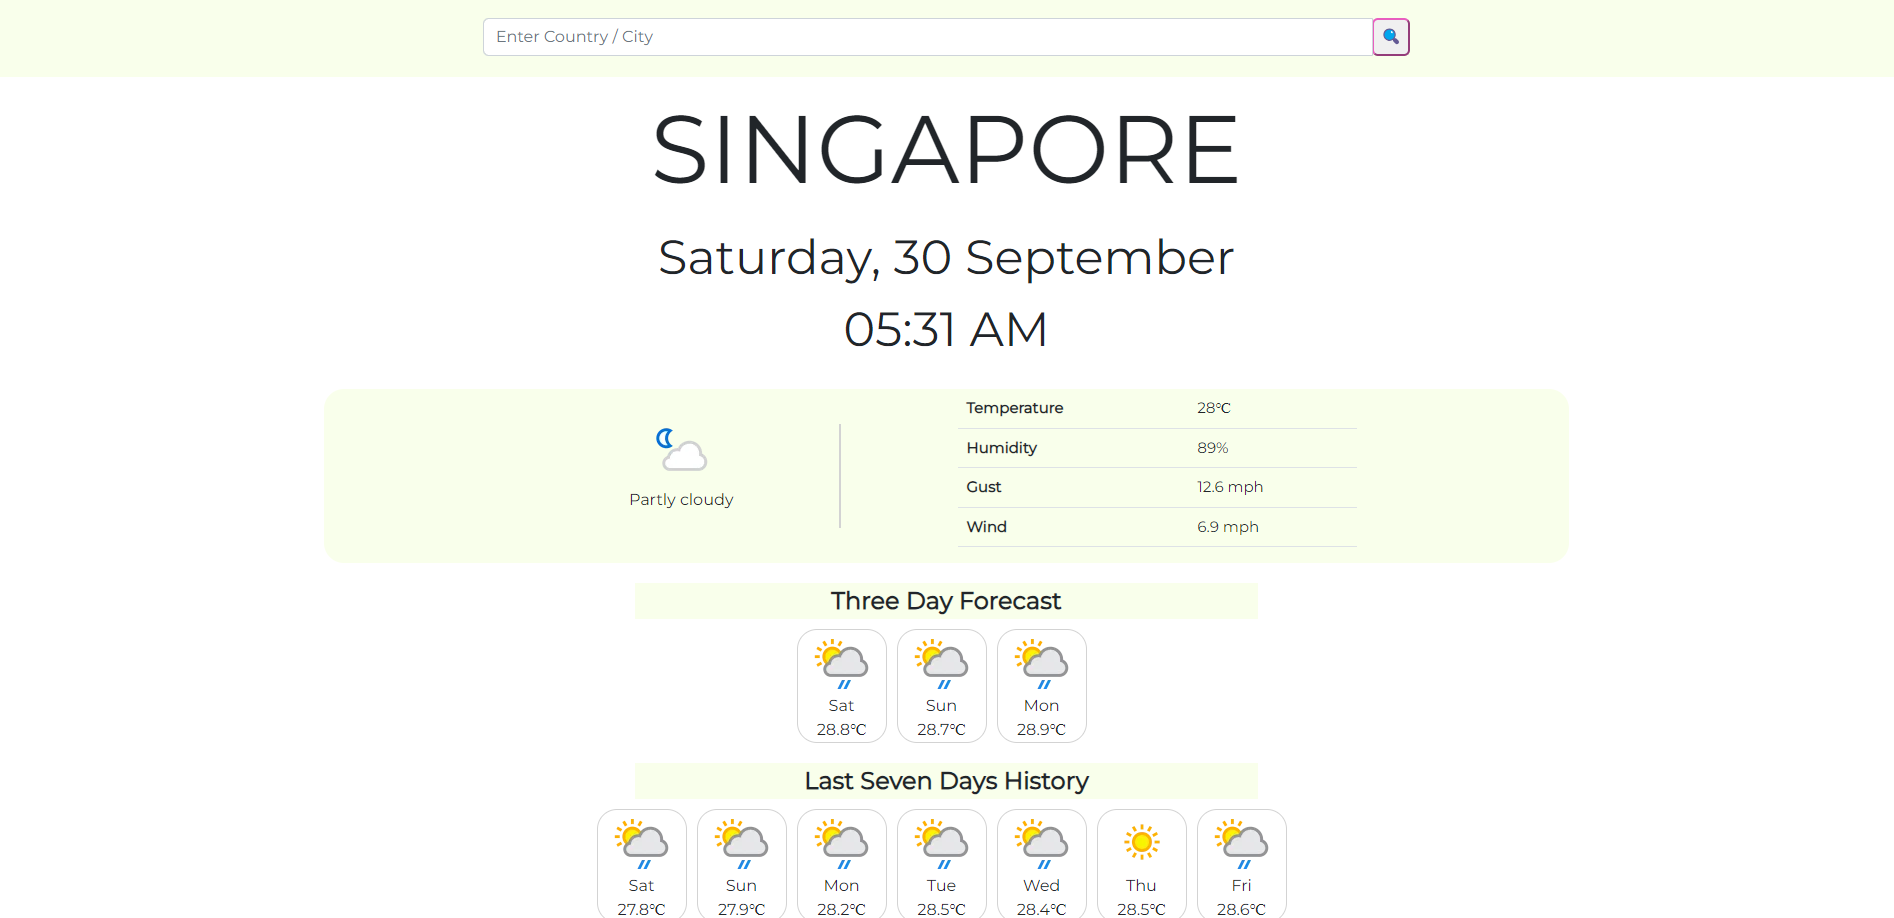 Enter Country / City
SINGAPORE
Saturday, 30 September
05:31 AM
Partly cloudy
Temperature 28°C
Humidity 89%
Gust 12.6 mph
Wind 6.9 mph
Three Day Forecast
Sat Sun Mon
28.8°C 28.7°C 28.9°C
Last Seven Days History
Sat Sun Mon Tue Wed Thu Fri
27.8°C 27.9°C 28.2°C 28.5°C 28.4°C 28.5°C 28.6°C